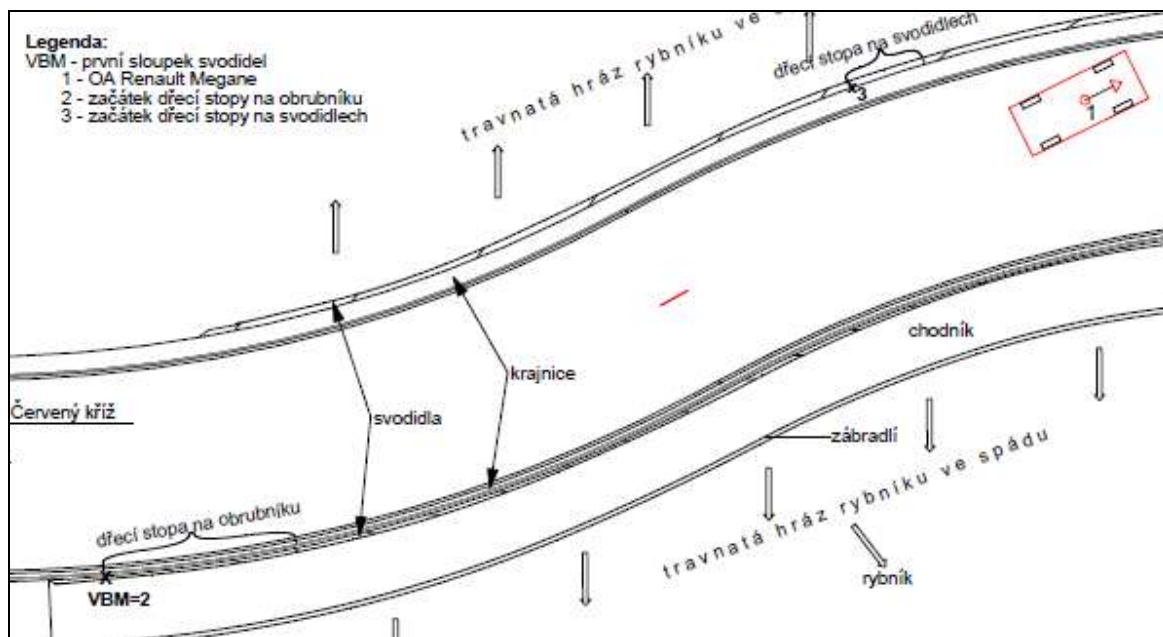 Legenda:
VBM - první sloupek svodidel
1 - OA Renault Megane
2 - začátek dřecí stopy na obrubníku
3 - začátek dřecí stopy na svodidlech
travnatá hráz rybníku ve
dřecí stopa na svodidlech
3
1
chodník
krajnice
Červený kříž
svodidla
zábradlí
travnatá hráz rybníku ve spádu
dřecí stopa na obrubníku
rybník
VBM=2